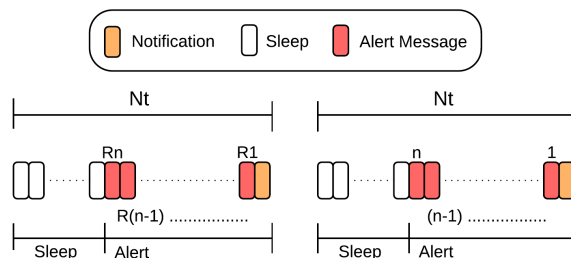 Notification Sleep Alert Message
Nt Nt
Rn R1 n 1
R(n-1) ................. (n-1) .................
Sleep Alert Sleep Alert